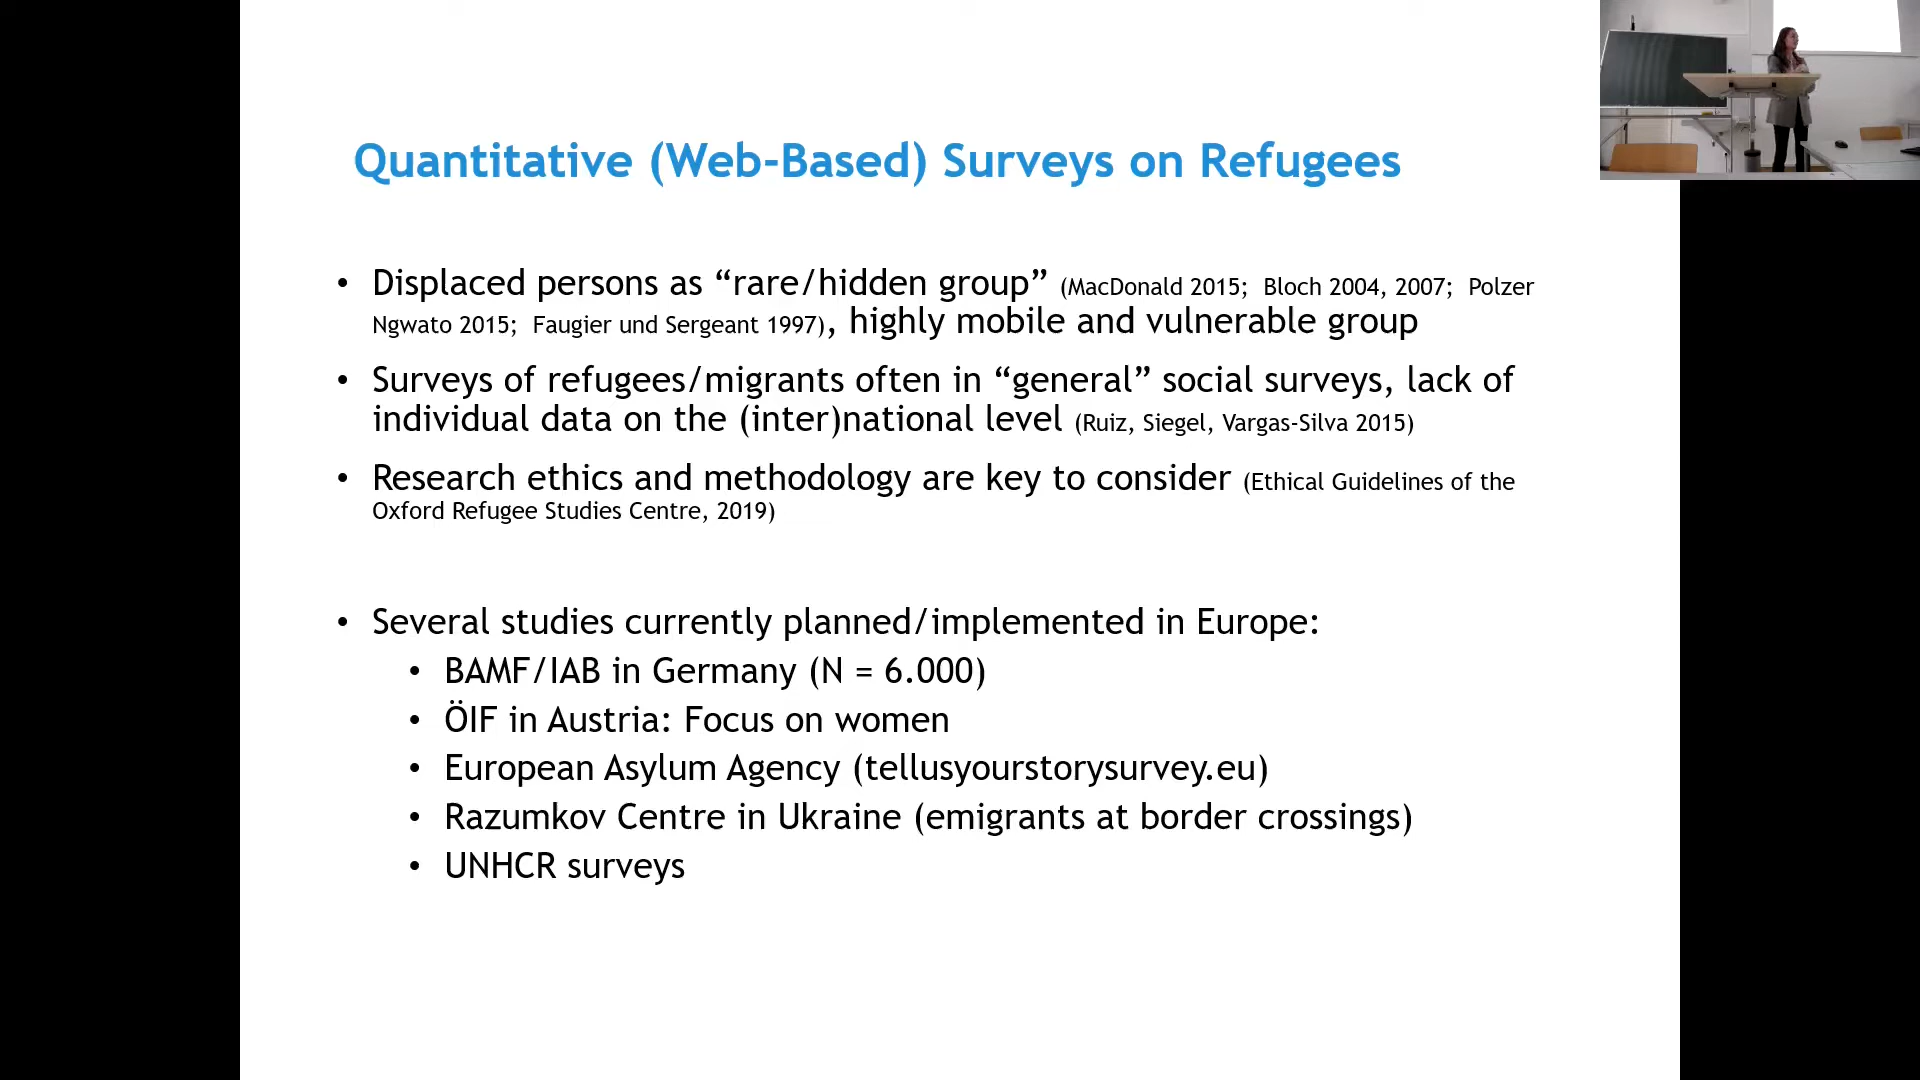 Quantitative (Web-Based) Surveys on Refugees
• Displaced persons as “rare/hidden group” (MacDonald 2015; Bloch 2004, 2007; Polzer
Ngwato 2015; Faugier und Sergeant 1997), highly mobile and vulnerable group
• Surveys of refugees/migrants often in “general” social surveys, lack of
individual data on the (inter)national level (Ruiz, Siegel, Vargas-Silva 2015)
• Research ethics and methodology are key to consider (Ethical Guidelines of the
Oxford Refugee Studies Centre, 2019)
• Several studies currently planned/implemented in Europe:
• BAMF/IAB in Germany (N = 6.000)
• ÖIF in Austria: Focus on women
• European Asylum Agency (tellusyourstorysurvey.eu)
• Razumkov Centre in Ukraine (emigrants at border crossings)
• UNHCR surveys